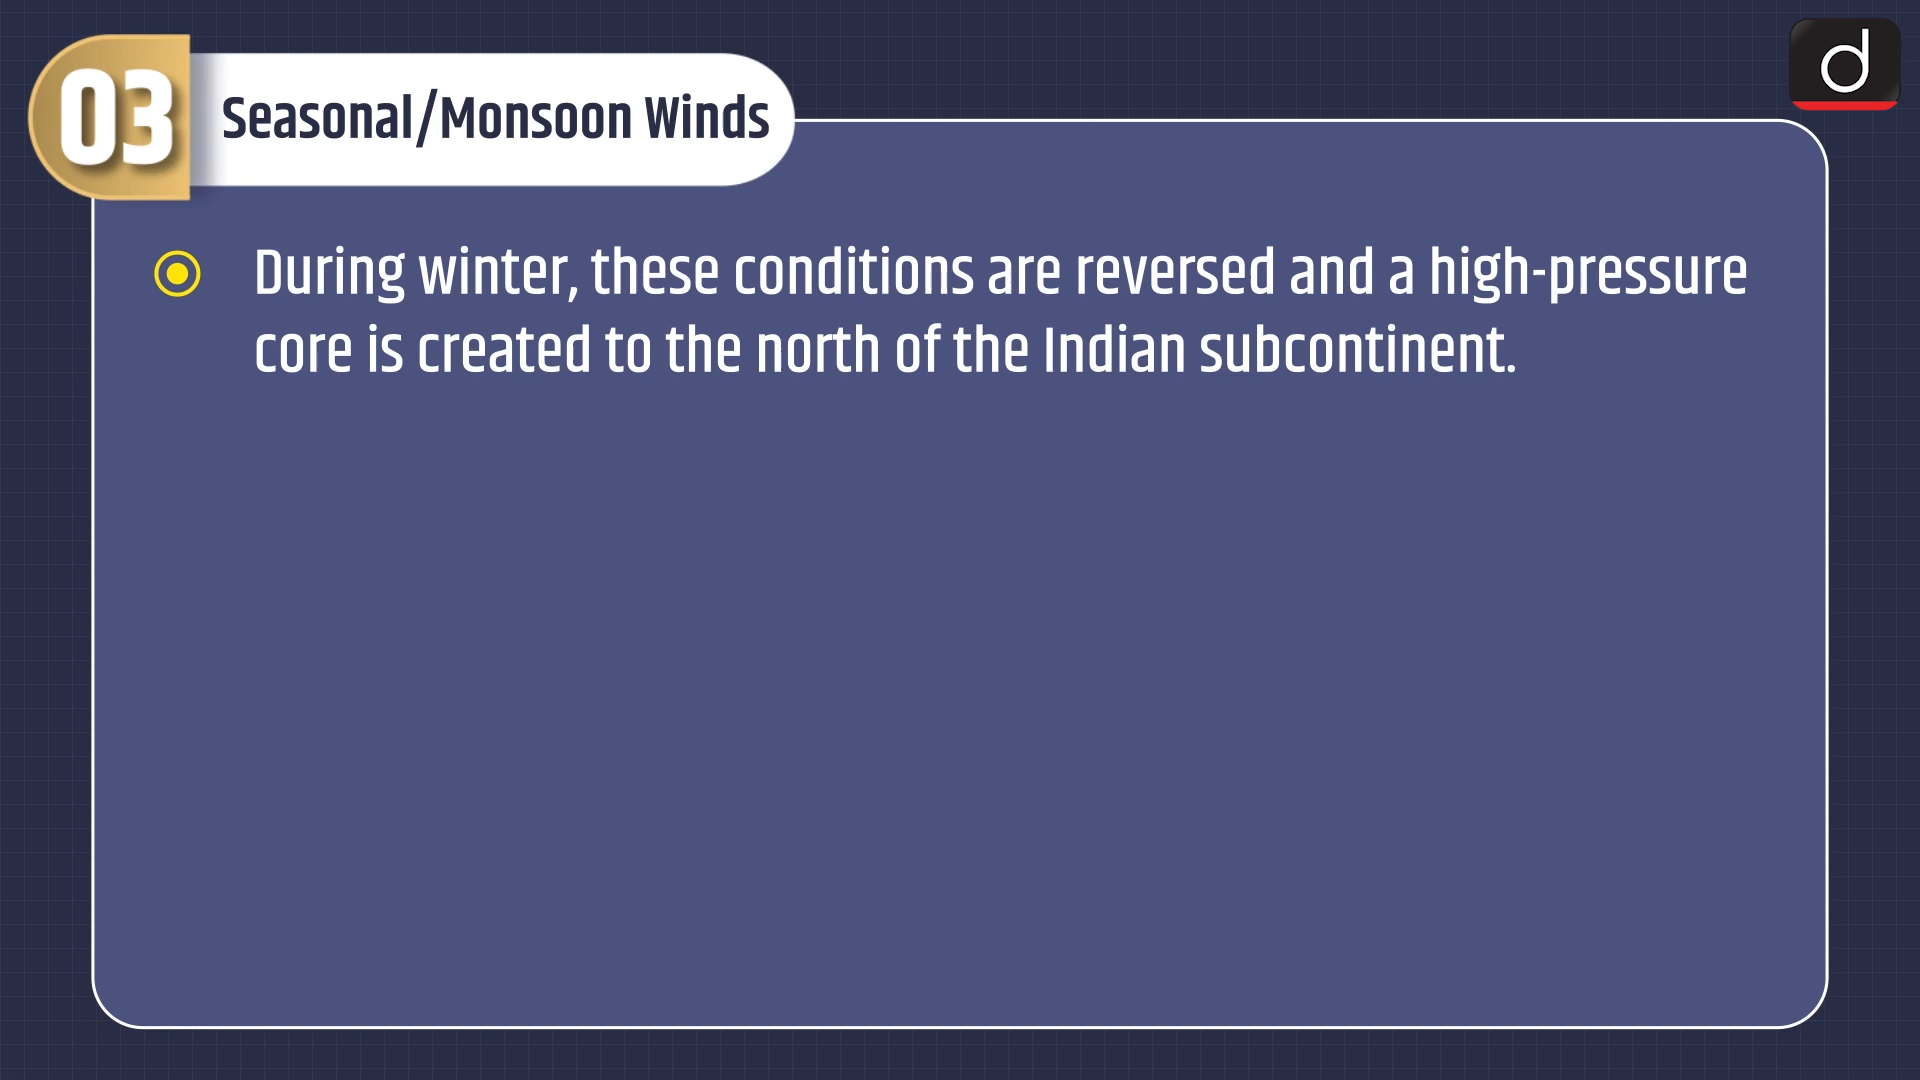 03
Seasonal/Monsoon Winds
d
During winter, these conditions are reversed and a high-pressure
core is created to the north of the Indian subcontinent.